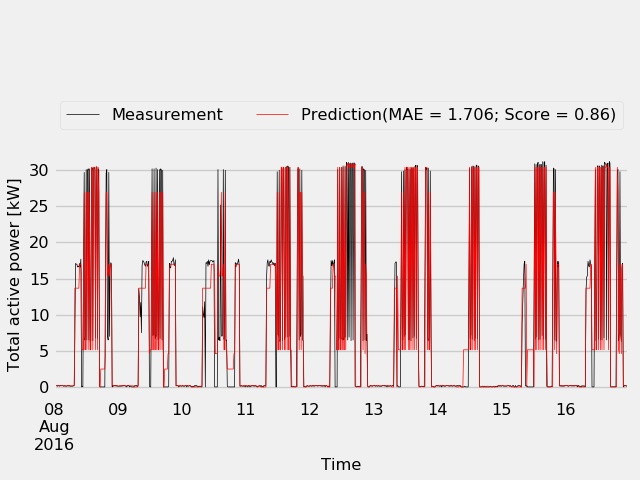 Measurement
Prediction(MAE = 1.706; Score = 0.86)
Total active power [kW]
30
25
20
15
10
5
0
08 09 10 11 12 13 14 15 16
Aug
2016
Time